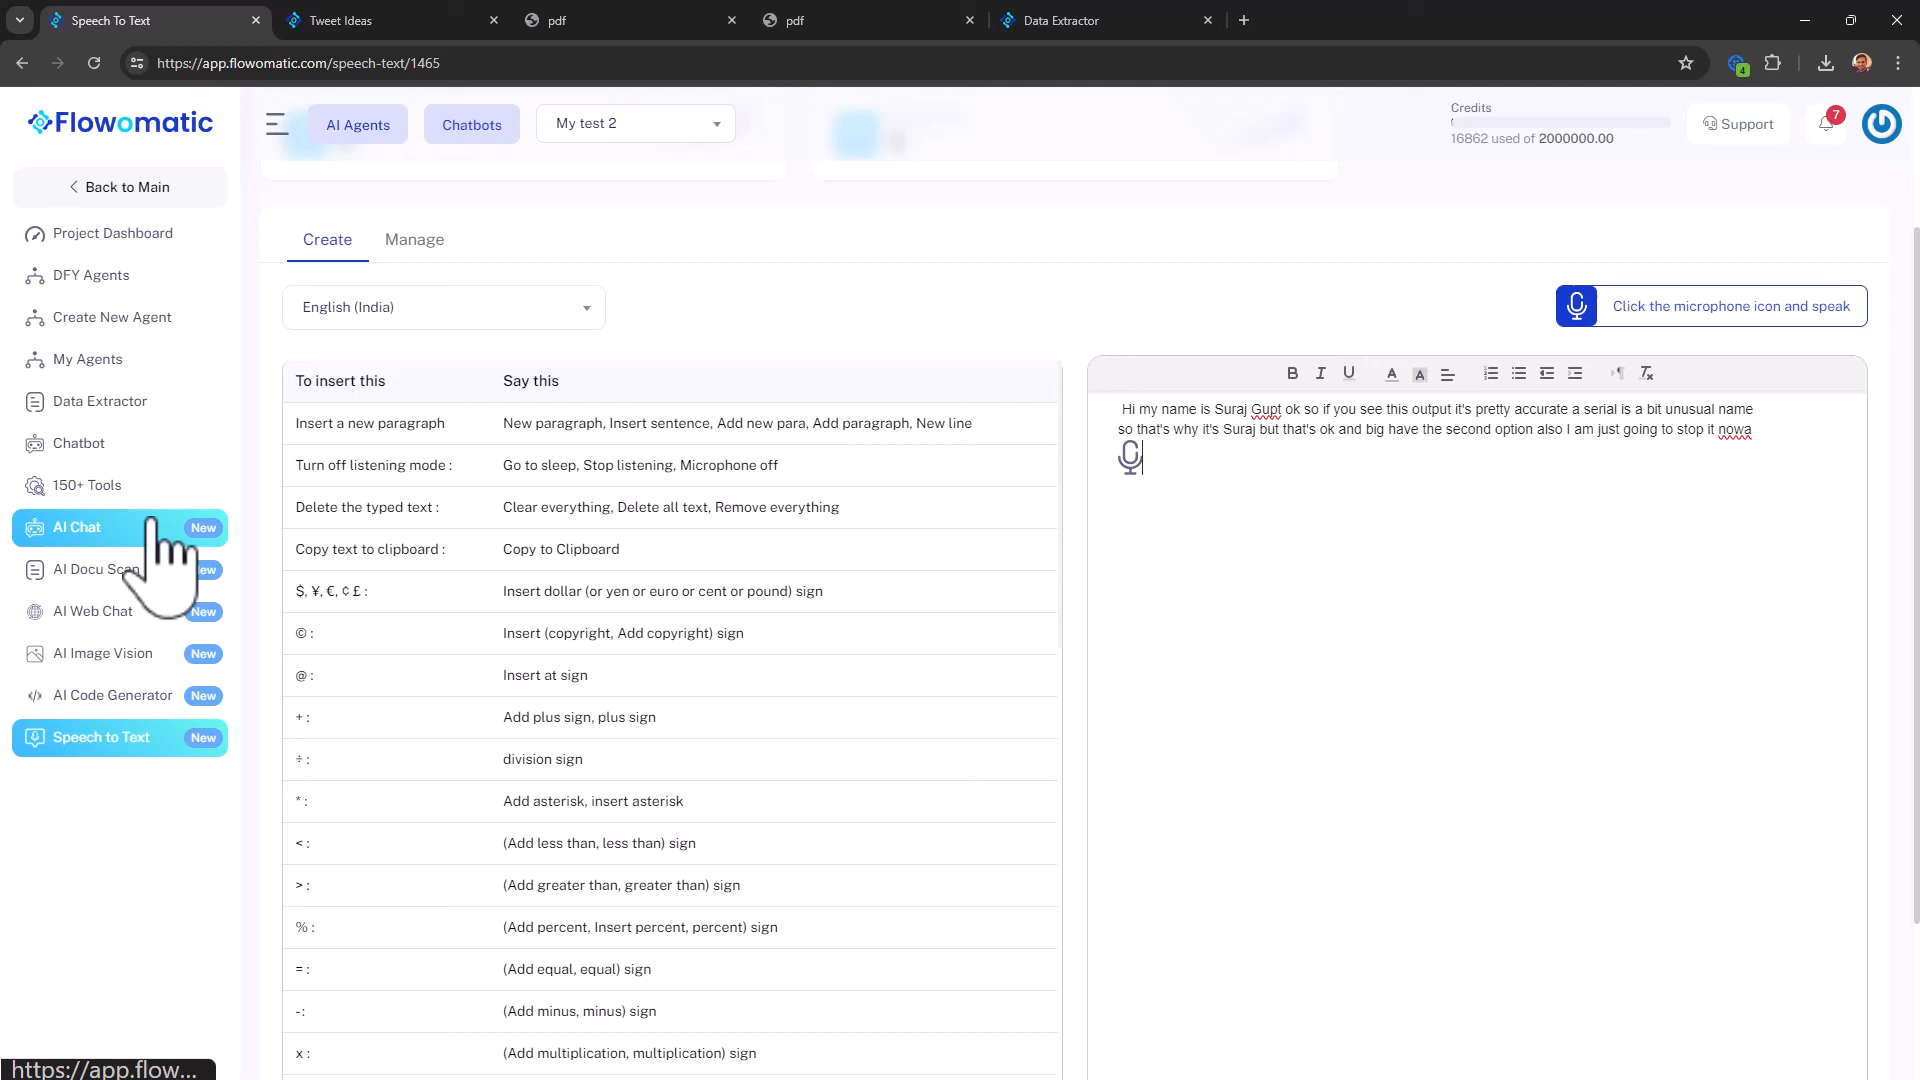 Speech To Text
Tweet Ideas
pdf
pdf
Data Extractor
https://app.flowomatic.com/speech-text/1465
4
Flowomatic
AI Agents
Chatbots
My test 2
Credits
16862 used of 2000000.00
Support
7
Back to Main
Project Dashboard
DFY Agents
Create New Agent
My Agents
Data Extractor
Chatbot
150+ Tools
AI Chat New
AI Docu Scan
AI Web Chat New
AI Image Vision New
AI Code Generator New
Speech to Text New
Create
Manage
English (India)
Click the microphone icon and speak
To insert this Say this
Insert a new paragraph New paragraph, Insert sentence, Add new para, Add paragraph, New line
Turn off listening mode : Go to sleep, Stop listening, Microphone off
Delete the typed text : Clear everything, Delete all text, Remove everything
Copy text to clipboard : Copy to Clipboard
$, ¥, €, ¢ £ : Insert dollar (or yen or euro or cent or pound) sign
© : Insert (copyright, Add copyright) sign
@ : Insert at sign
+ : Add plus sign, plus sign
÷ : division sign
* : Add asterisk, insert asterisk
< : (Add less than, less than) sign
> : (Add greater than, greater than) sign
% : (Add percent, Insert percent, percent) sign
= : (Add equal, equal) sign
- : (Add minus, minus) sign
x : (Add multiplication, multiplication) sign
Hi my name is Suraj Gupt ok so if you see this output it's pretty accurate a serial is a bit unusual name
so that's why it's Suraj but that's ok and big have the second option also I am just going to stop it nowa
https://app.flow...